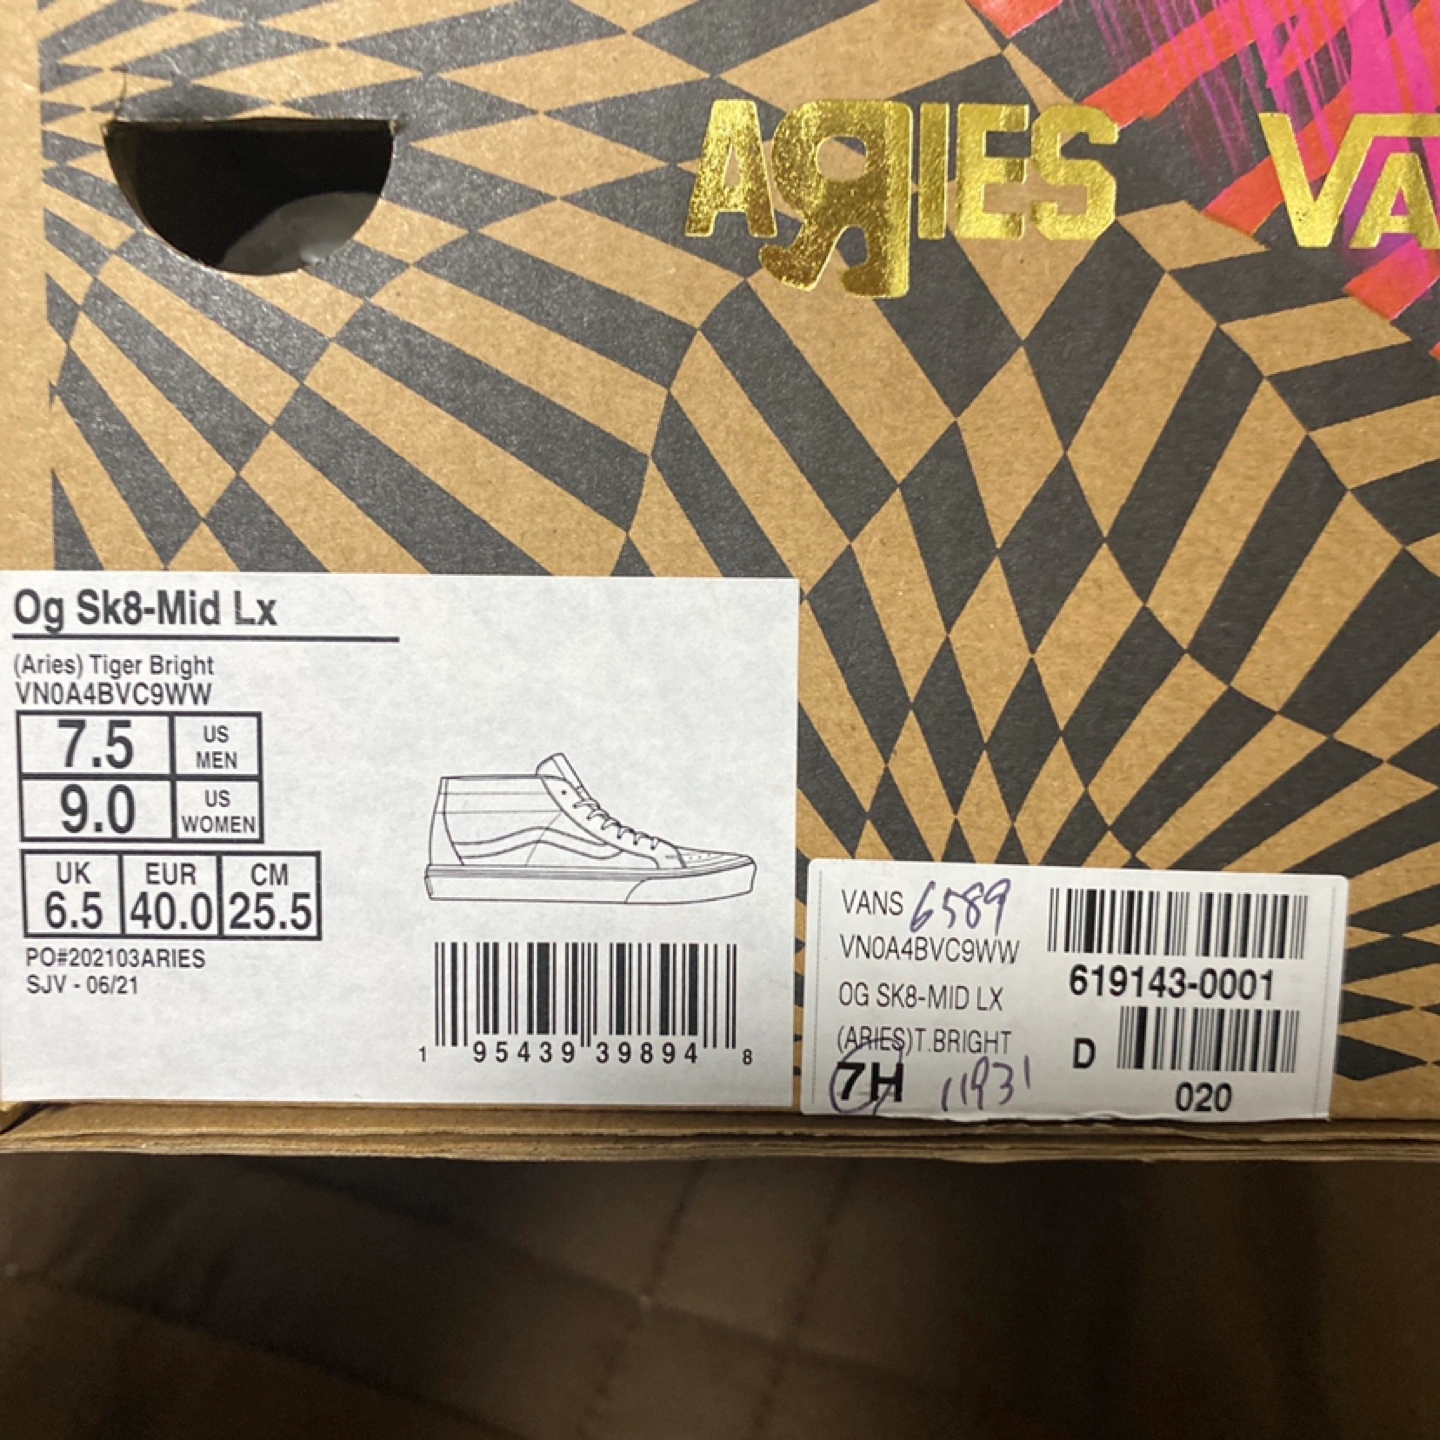 ARIES VA
Og Sk8-Mid Lx
(Aries) Tiger Bright
VN0A4BVC9WW
7.5 US MEN
9.0 US WOMEN
UK EUR CM
6.5 40.0 25.5
PO#202103ARIES
SJV - 06/21
1 95439 39894 8
VANS 6589
VN0A4BVC9WW
OG SK8-MID LX
(ARIES)T.BRIGHT
7H 11931
619143-0001
D
020